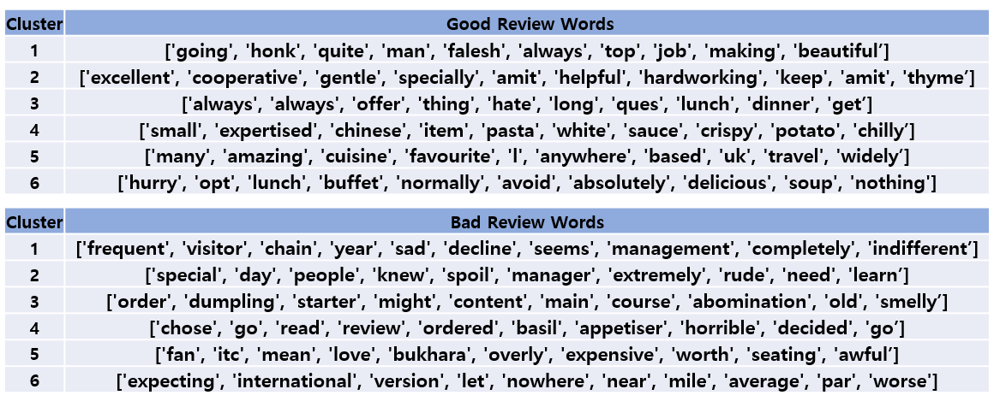 Cluster Good Review Words
1 ['going', 'honk', 'quite', 'man', 'falesh', 'always', 'top', 'job', 'making', 'beautiful’]
2 ['excellent', 'cooperative', 'gentle', 'specially', 'amit', 'helpful', 'hardworking', 'keep', 'amit', 'thyme’]
3 ['always', 'always', 'offer', 'thing', 'hate', 'long', 'ques', 'lunch', 'dinner', 'get’]
4 ['small', 'expertised', 'chinese', 'item', 'pasta', 'white', 'sauce', 'crispy', 'potato', 'chilly’]
5 ['many', 'amazing', 'cuisine', 'favourite', 'l', 'anywhere', 'based', 'uk', 'travel', 'widely’]
6 ['hurry', 'opt', 'lunch', 'buffet', 'normally', 'avoid', 'absolutely', 'delicious', 'soup', 'nothing']
Cluster Bad Review Words
1 ['frequent', 'visitor', 'chain', 'year', 'sad', 'decline', 'seems', 'management', 'completely', 'indifferent’]
2 ['special', 'day', 'people', 'knew', 'spoil', 'manager', 'extremely', 'rude', 'need', 'learn’]
3 ['order', 'dumpling', 'starter', 'might', 'content', 'main', 'course', 'abomination', 'old', 'smelly’]
4 ['chose', 'go', 'read', 'review', 'ordered', 'basil', 'appetiser', 'horrible', 'decided', 'go’]
5 ['fan', 'itc', 'mean', 'love', 'bukhara', 'overly', 'expensive', 'worth', 'seating', 'awful’]
6 ['expecting', 'international', 'version', 'let', 'nowhere', 'near', 'mile', 'average', 'par', 'worse']